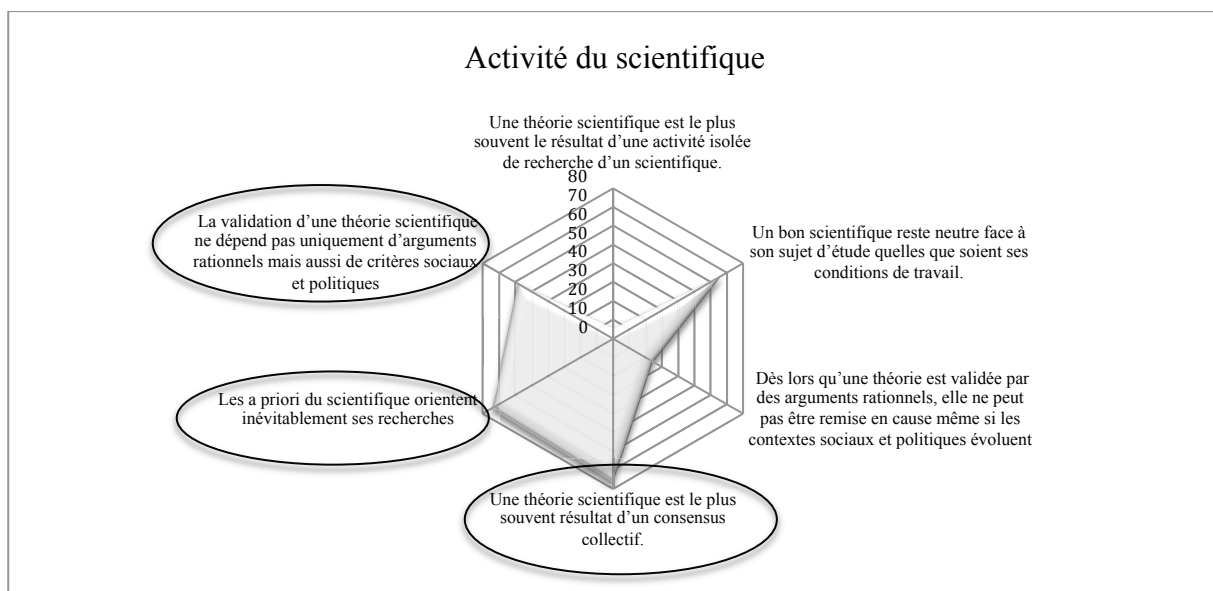 Activité du scientifique
Une théorie scientifique est le plus
souvent le résultat d'une activité isolée
de recherche d'un scientifique.
80
70
60
50
40
30
20
10
0
Un bon scientifique reste neutre face à
son sujet d'étude quelles que soient ses
conditions de travail.
Dès lors qu'une théorie est validée par
des arguments rationnels, elle ne peut
pas être remise en cause même si les
contextes sociaux et politiques évoluent
Une théorie scientifique est le plus
souvent résultat d'un consensus
collectif.
Les a priori du scientifique orientent
inévitablement ses recherches
La validation d'une théorie scientifique
ne dépend pas uniquement d'arguments
rationnels mais aussi de critères sociaux
et politiques